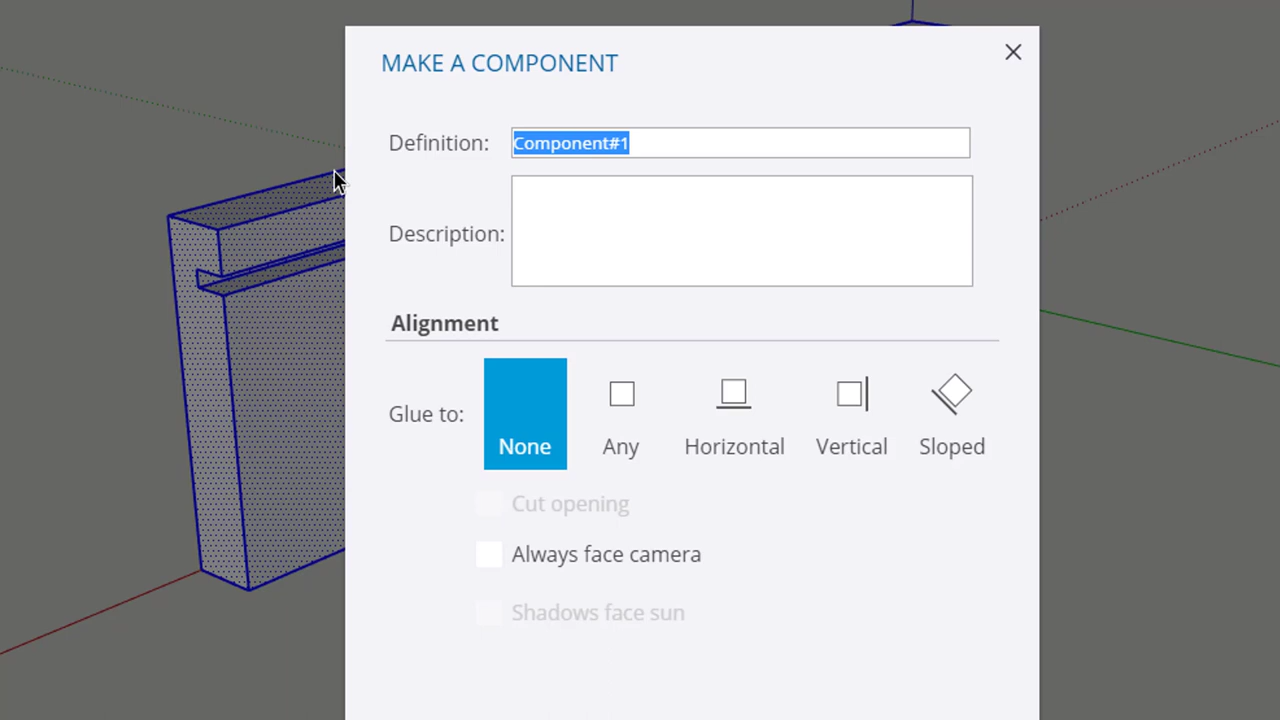 MAKE A COMPONENT
Definition: Component#1
Description:
Alignment
Glue to: None Any Horizontal Vertical Sloped
Cut opening
Always face camera
Shadows face sun